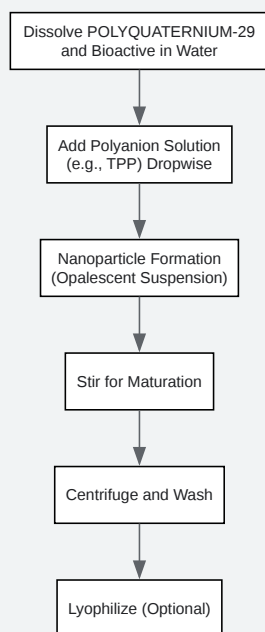 Dissolve POLYQUATERNIUM-29
and Bioactive in Water
Add Polyanion Solution
(e.g., TPP) Dropwise
Nanoparticle Formation
(Opalescent Suspension)
Stir for Maturation
Centrifuge and Wash
Lyophilize (Optional)